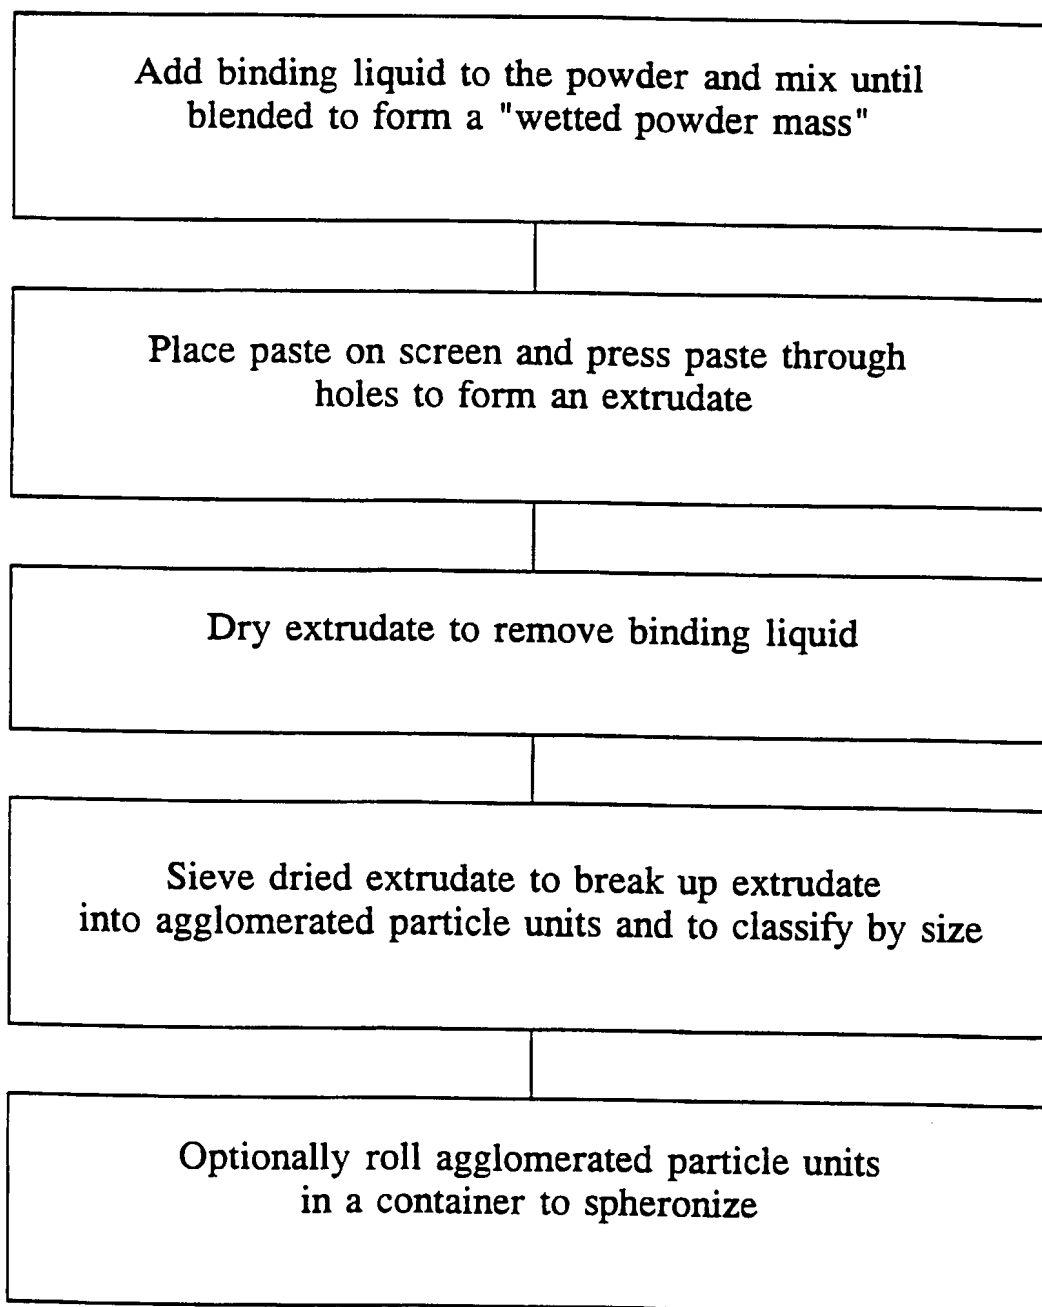 Add binding liquid to the powder and mix until
blended to form a "wetted powder mass"
Place paste on screen and press paste through
holes to form an extrudate
Dry extrudate to remove binding liquid
Sieve dried extrudate to break up extrudate
into agglomerated particle units and to classify by size
Optionally roll agglomerated particle units
in a container to spheronize